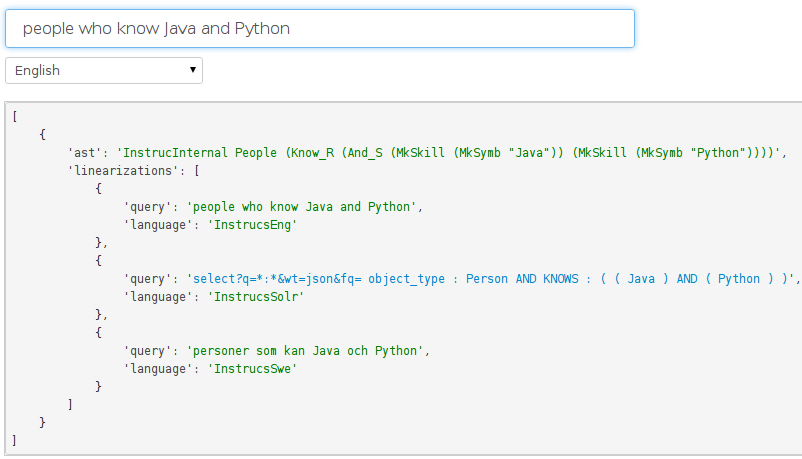 people who know Java and Python
English
[
    {
        'ast': 'InstrucInternal People (Know_R (And_S (MkSkill (MkSymb "Java")) (MkSkill (MkSymb "Python"))))',
        'linearizations': [
            {
                'query': 'people who know Java and Python',
                'language': 'InstrucsEng'
            },
            {
                'query': 'select?q=*:*&wt=json&fq= object_type : Person AND KNOWS : ( ( Java ) AND ( Python ) )',
                'language': 'InstrucsSolr'
            },
            {
                'query': 'personer som kan Java och Python',
                'language': 'InstrucsSwe'
            }
        ]
    }
]